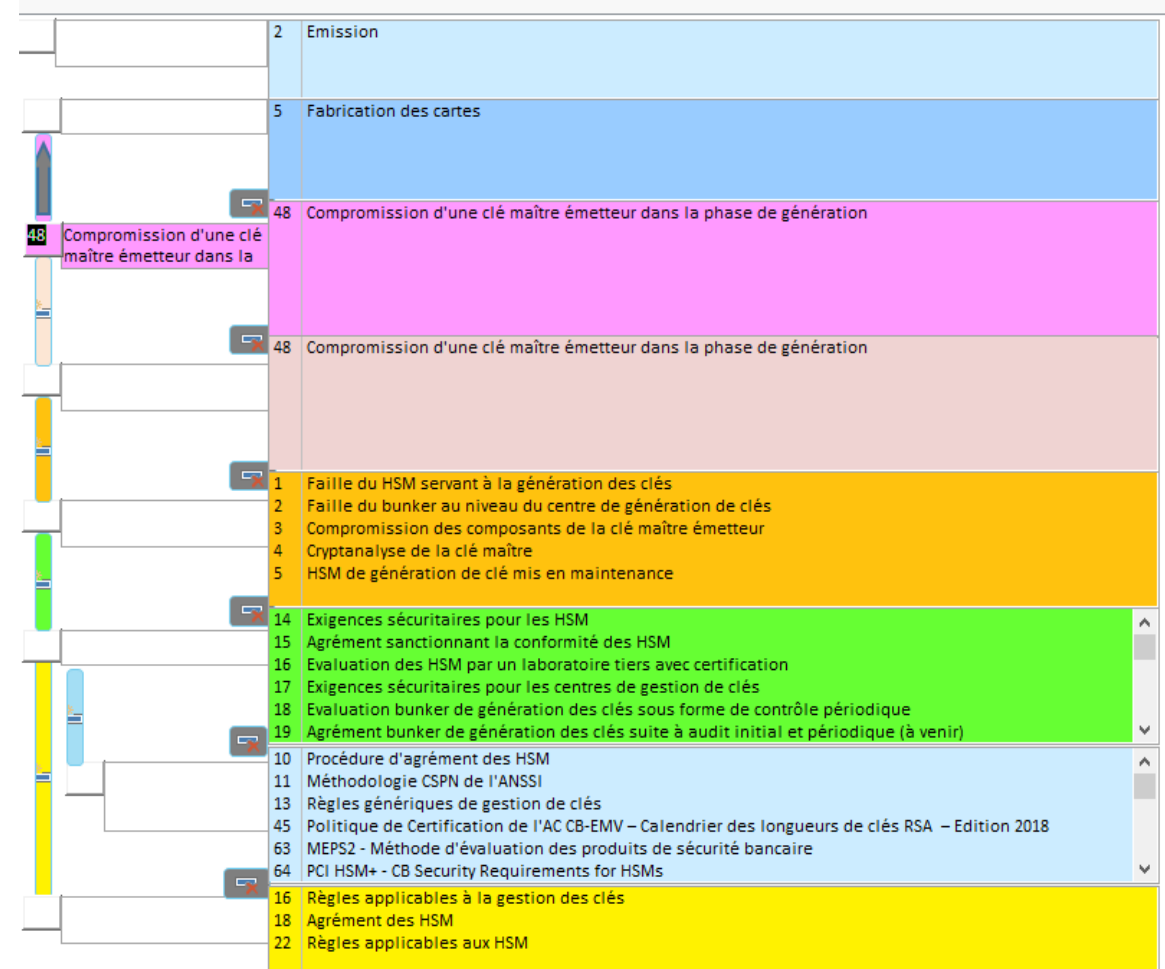 2 Emission
5 Fabrication des cartes
48 Compromission d'une clé maître émetteur dans la phase de génération
48 Compromission d'une clé
maître émetteur dans la
48 Compromission d'une clé maître émetteur dans la phase de génération
1 Faille du HSM servant à la génération des clés
2 Faille du bunker au niveau du centre de génération de clés
3 Compromission des composants de la clé maître émetteur
4 Cryptanalyse de la clé maître
5 HSM de génération de clé mis en maintenance
14 Exigences sécuritaires pour les HSM
15 Agrément sanctionnant la conformité des HSM
16 Evaluation des HSM par un laboratoire tiers avec certification
17 Exigences sécuritaires pour les centres de gestion de clés
18 Evaluation bunker de génération des clés sous forme de contrôle périodique
19 Agrément bunker de génération des clés suite à audit initial et périodique (à venir)
10 Procédure d'agrément des HSM
11 Méthodologie CSPN de l'ANSSI
13 Règles génériques de gestion de clés
45 Politique de Certification de l'AC CB-EMV – Calendrier des longueurs de clés RSA – Edition 2018
63 MEPS2 - Méthode d'évaluation des produits de sécurité bancaire
64 PCI HSM+ - CB Security Requirements for HSMs
16 Règles applicables à la gestion des clés
18 Agrément des HSM
22 Règles applicables aux HSM